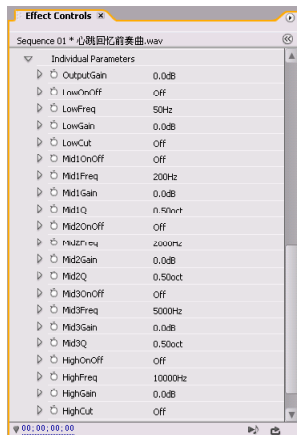 Effect Controls ×
Sequence 01 * 心跳回忆前奏曲.wav
Individual Parameters
OutputGain 0.0dB
LowOnOff Off
LowFreq 50Hz
LowGain 0.0dB
LowCut Off
Mid1OnOff Off
Mid1Freq 200Hz
Mid1Gain 0.0dB
Mid1Q 0.50oct
Mid2OnOff Off
Mid2Freq 2000Hz
Mid2Gain 0.0dB
Mid2Q 0.50oct
Mid3OnOff Off
Mid3Freq 5000Hz
Mid3Gain 0.0dB
Mid3Q 0.50oct
HighOnOff Off
HighFreq 10000Hz
HighGain 0.0dB
HighCut Off
00;00;00;00